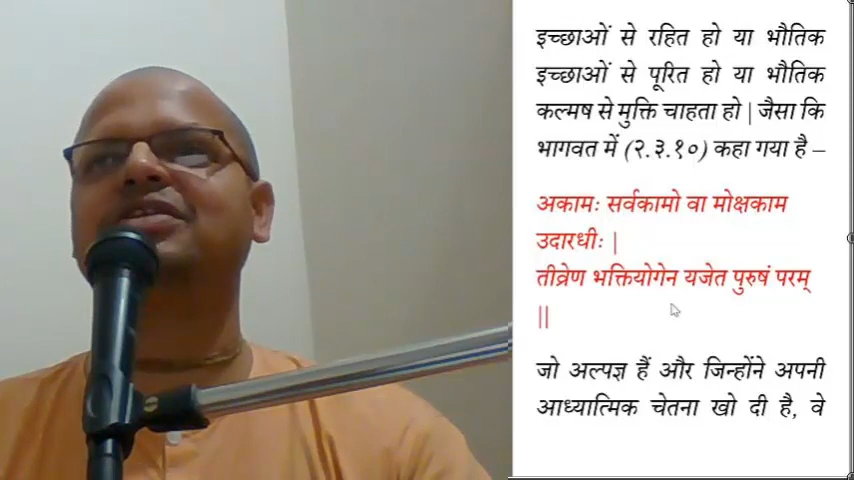 इच्छाओं से रहित हो या भौतिक
इच्छाओं से पूरित हो या भौतिक
कल्मष से मुक्ति चाहता हो | जैसा कि
भागवत में (२.३.१०) कहा गया है –
अकामः सर्वकामो वा मोक्षकाम
उदारधीः |
तीव्रेण भक्तियोगेन यजेत पुरुषं परम्
||
जो अल्पज्ञ हैं और जिन्होंने अपनी
आध्यात्मिक चेतना खो दी है, वे